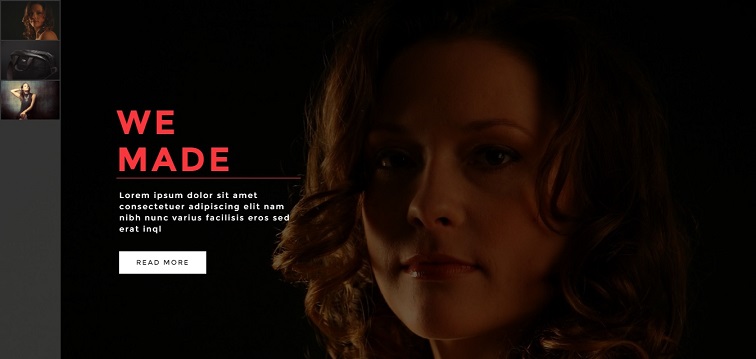 WE
MADE
Lorem ipsum dolor sit amet
consectetuer adipiscing elit nam
nibh nunc varius facilisis eros sed
erat inql
READ MORE